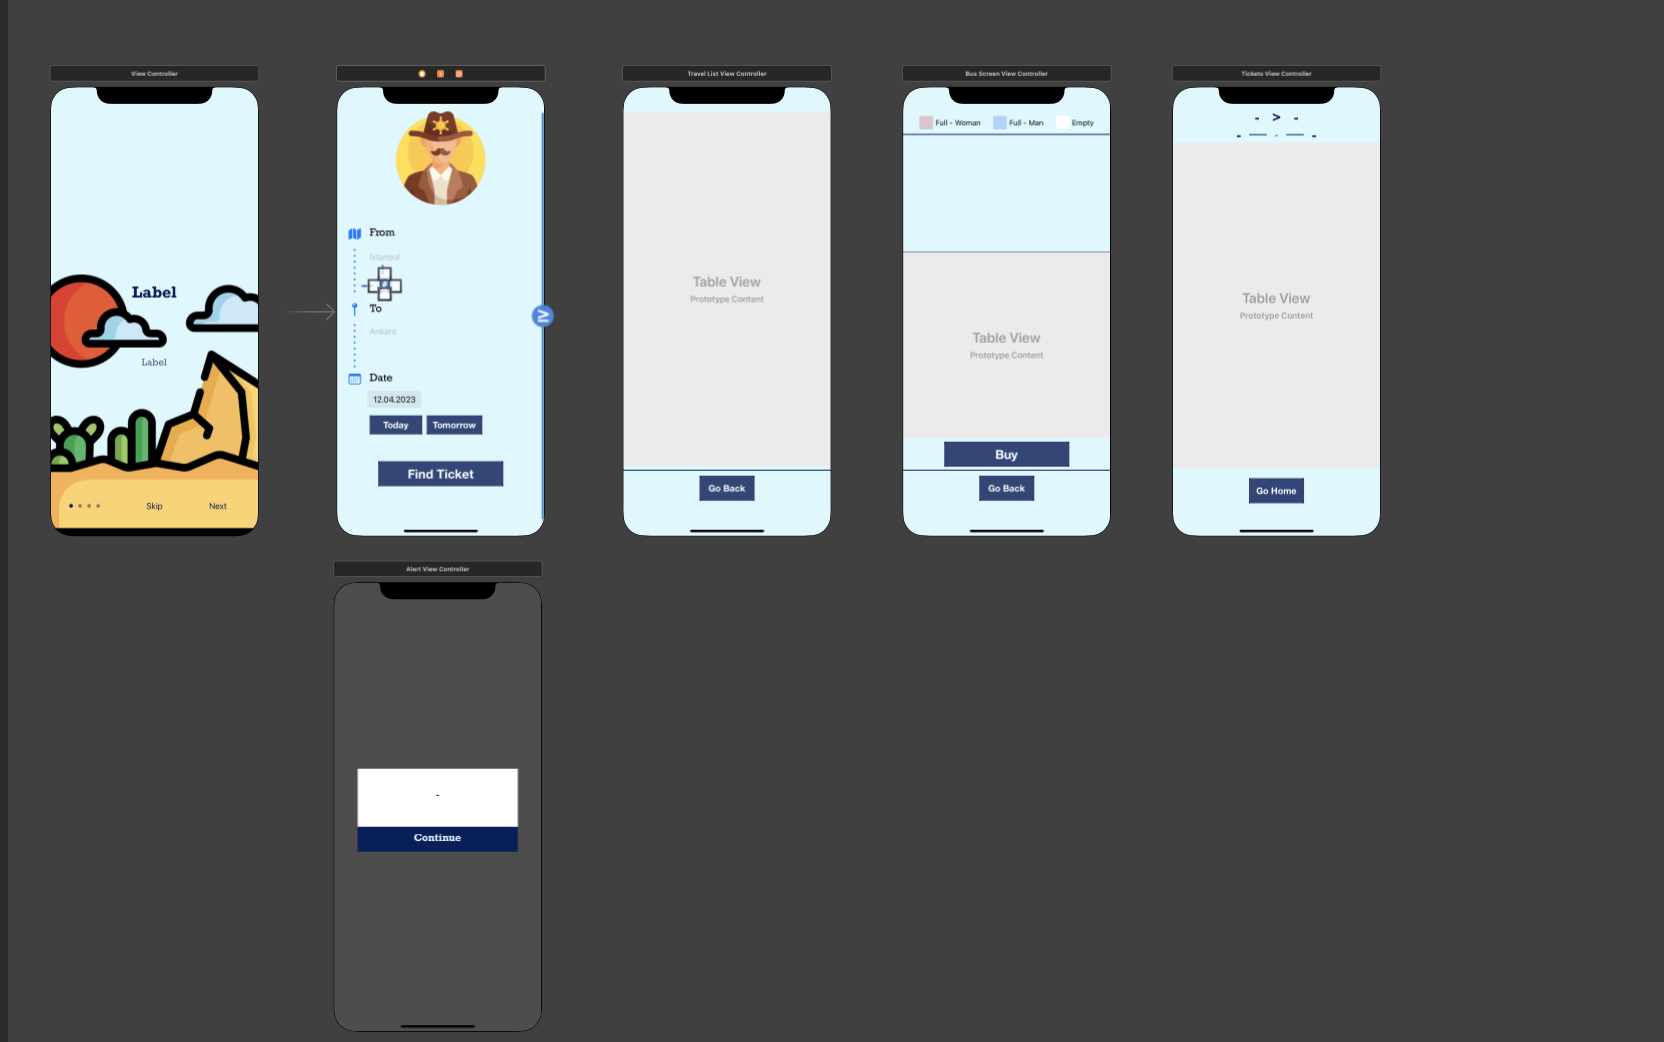 View Controller
Label
Label
Skip
Next
From
İstanbul
To
Ankara
Date
12.04.2023
Today
Tomorrow
Find Ticket
Travel List View Controller
Table View
Prototype Content
Go Back
Bus Screen View Controller
Full - Woman
Full - Man
Empty
Table View
Prototype Content
Buy
Go Back
Tickets View Controller
- > -
- — - — -
Table View
Prototype Content
Go Home
Alert View Controller
-
Continue